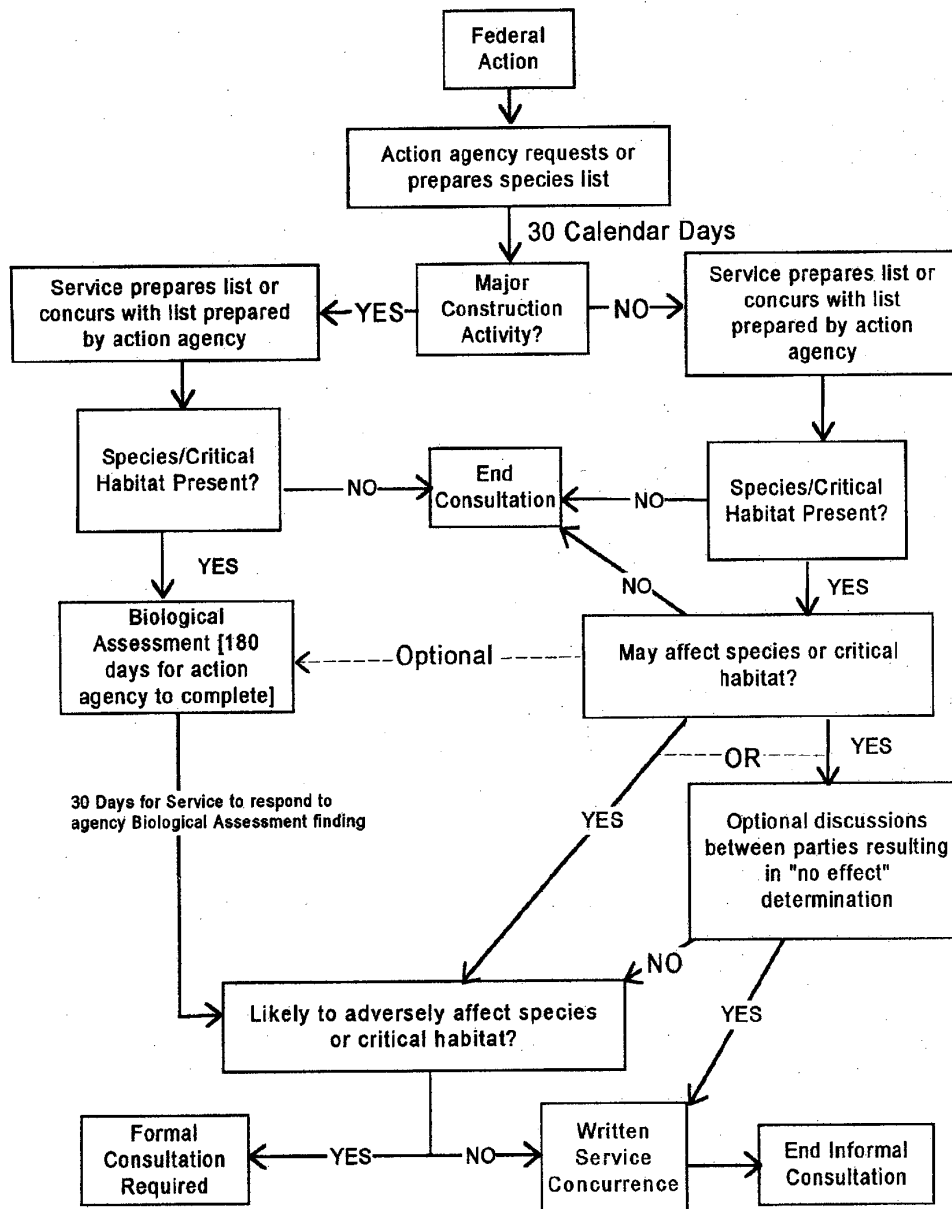 Federal
Action
Action agency requests or
prepares species list
30 Calendar Days
Service prepares list or
concurs with list prepared
by action agency
YES
Major
Construction
Activity?
NO
Service prepares list or
concurs with list
prepared by action
agency
Species/Critical
Habitat Present?
NO
End
Consultation
NO
Species/Critical
Habitat Present?
YES
NO
YES
Biological
Assessment [180
days for action
agency to complete]
Optional
May affect species or critical
habitat?
OR
YES
30 Days for Service to respond to
agency Biological Assessment finding
YES
Optional discussions
between parties resulting
in "no effect"
determination
NO
YES
Likely to adversely affect species
or critical habitat?
Formal
Consultation
Required
YES
NO
Written
Service
Concurrence
End Informal
Consultation